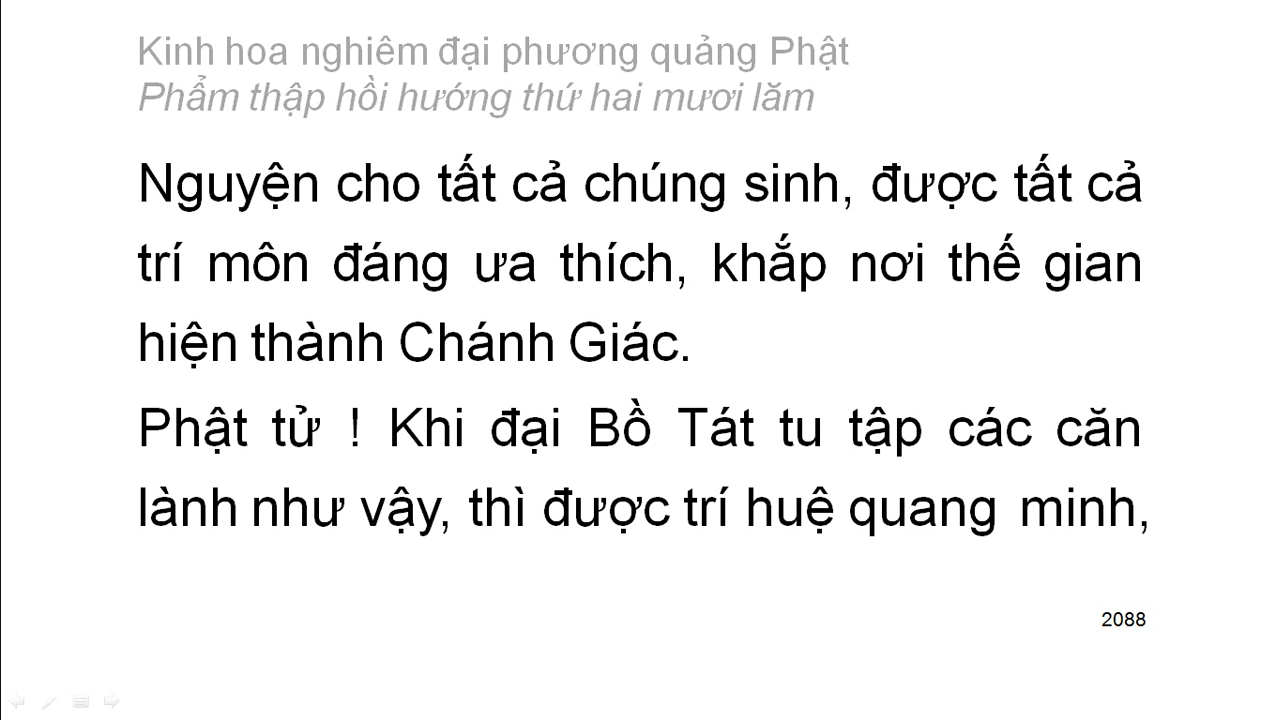 Kinh hoa nghiêm đại phương quảng Phật
Phẩm thập hồi hướng thứ hai mươi lăm
Nguyện cho tất cả chúng sinh, được tất cả
trí môn đáng ưa thích, khắp nơi thế gian
hiện thành Chánh Giác.
Phật tử ! Khi đại Bồ Tát tu tập các căn
lành như vậy, thì được trí huệ quang minh,
2088